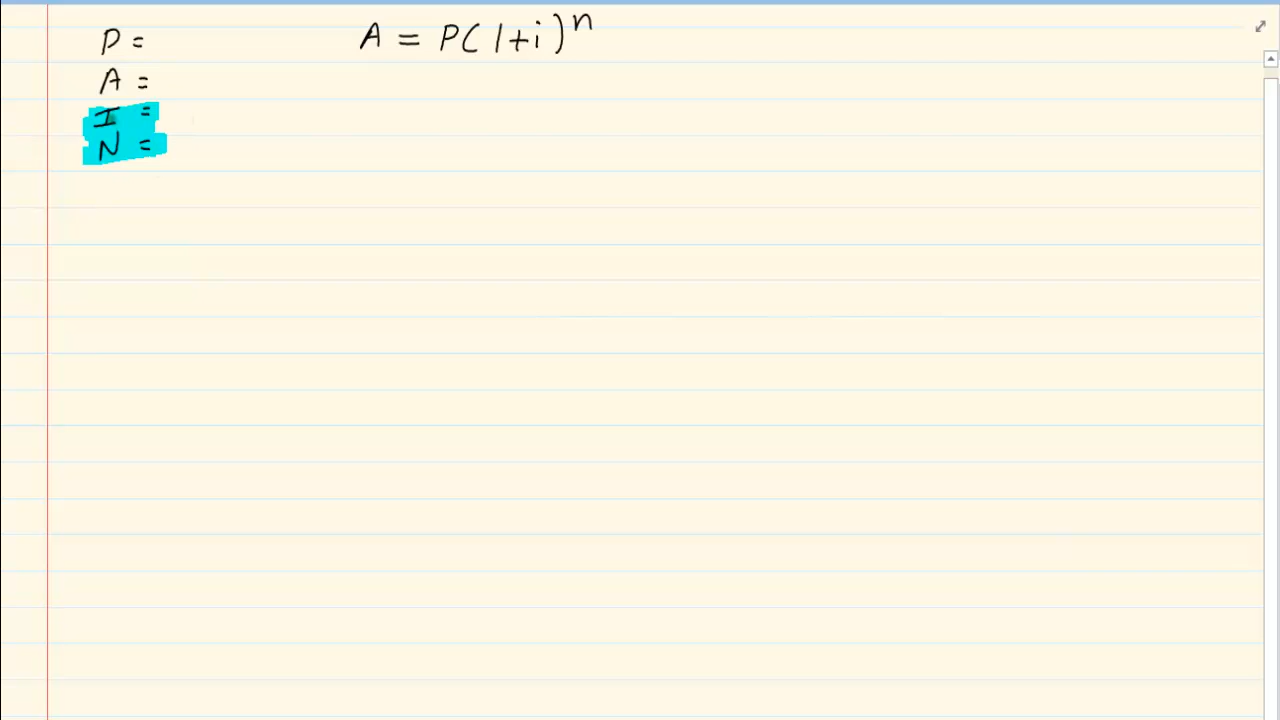 P =
A = P(1+i)^n
A =
I =
N =